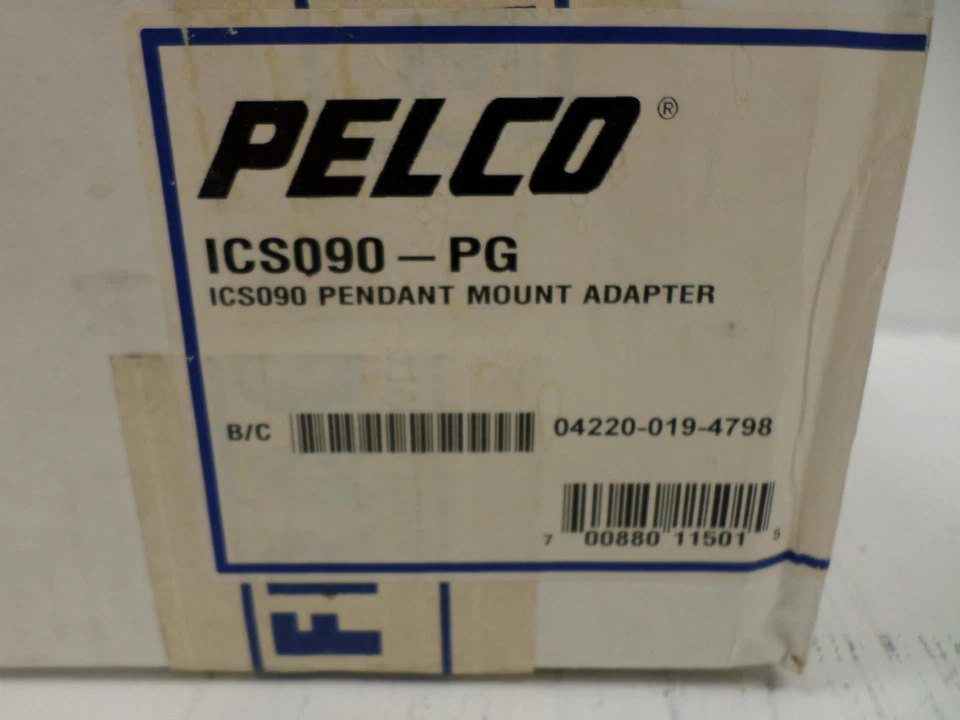 PELCO®
ICS090 – PG
ICS090 PENDANT MOUNT ADAPTER
B/C 04220-019-4798
7 00880 11501 5